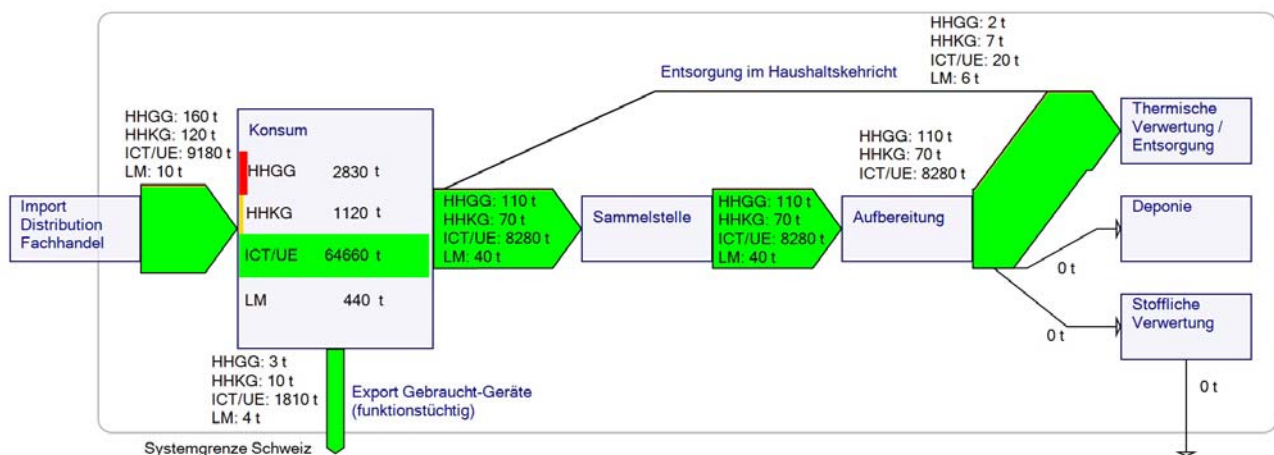 HHGG: 2 t
HHKG: 7 t
ICT/UE: 20 t
LM: 6 t
Entsorgung im Haushaltskehricht
HHGG: 160 t
HHKG: 120 t
ICT/UE: 9180 t
LM: 10 t
Konsum
HHGG 2830 t
HHKG 1120 t
ICT/UE 64660 t
LM 440 t
Import
Distribution
Fachhandel
HHGG: 110 t
HHKG: 70 t
ICT/UE: 8280 t
LM: 40 t
Sammelstelle
HHGG: 110 t
HHKG: 70 t
ICT/UE: 8280 t
LM: 40 t
Aufbereitung
HHGG: 110 t
HHKG: 70 t
ICT/UE: 8280 t
Thermische
Verwertung /
Entsorgung
Deponie
0 t
Stoffliche
Verwertung
0 t
0 t
HHGG: 3 t
HHKG: 10 t
ICT/UE: 1810 t
LM: 4 t
Export Gebraucht-Geräte
(funktionstüchtig)
Systemgrenze Schweiz